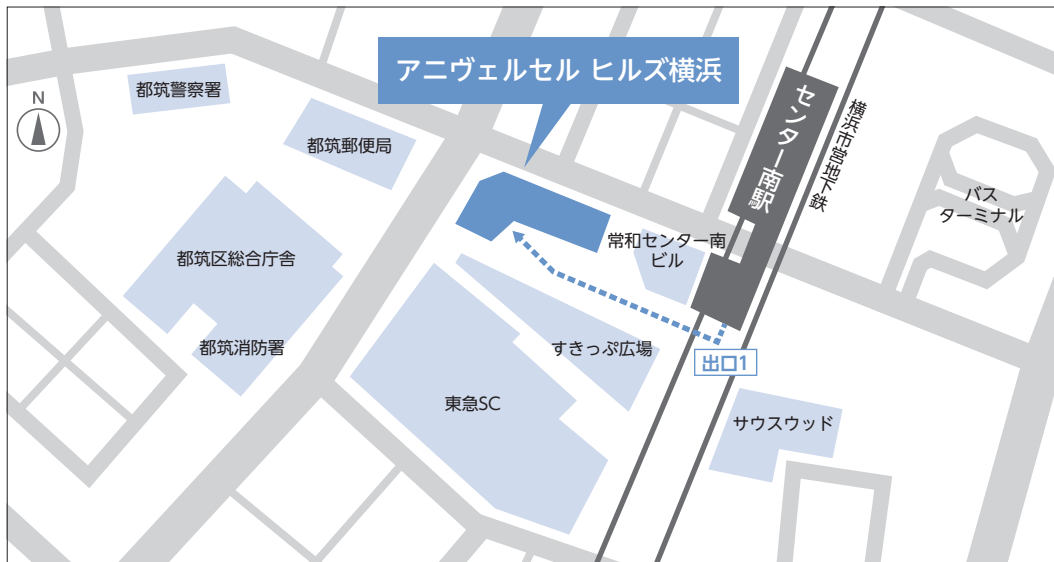 アニヴェルセル ヒルズ横浜
都筑警察署
N
都筑郵便局
センター南駅
横浜市営地下鉄
バス
ターミナル
常和センター南
ビル
都筑区総合庁舎
都筑消防署
すきっぷ広場
出口1
東急SC
サウスウッド